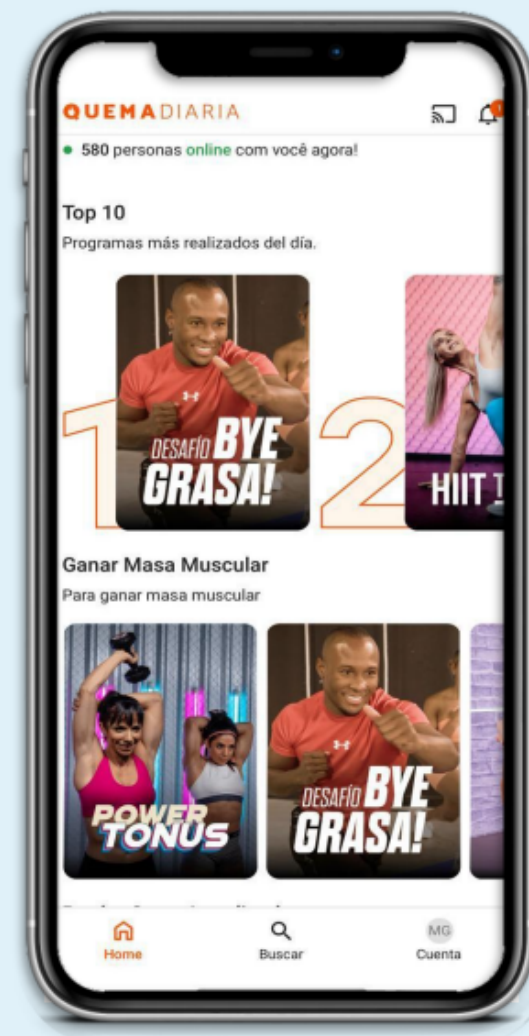 QUEMADIARIA
580 personas online com você agora!
Top 10
Programas más realizados del día.
1
DESAFÍO BYE
GRASA!
2
HIIT T
Ganar Masa Muscular
Para ganar masa muscular
POWER
TONUS
DESAFÍO BYE
GRASA!
Home
Buscar
MG
Cuenta